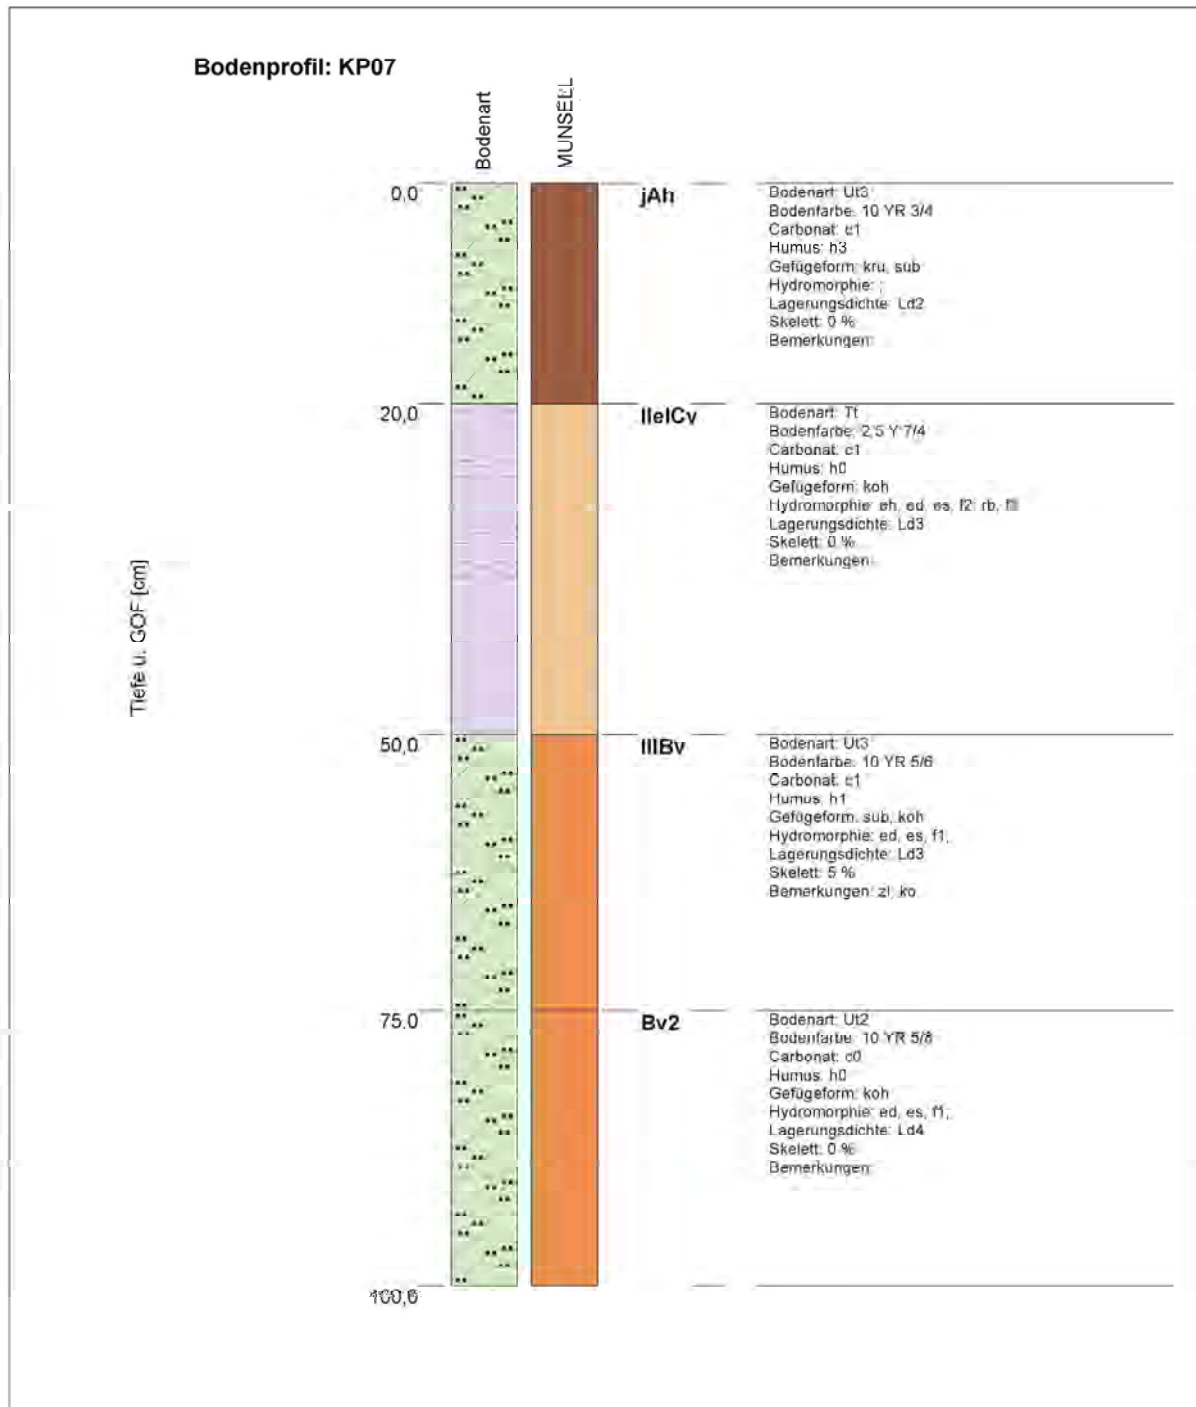 Bodenprofil: KP07
Bodenart
MUNSELL
Tiefe u. GOF [cm]
0,0
jAh
Bodenart: Ut3
Bodenfarbe: 10 YR 3/4
Carbonat: c1
Humus: h3
Gefügeform: kru, sub
Hydromorphie: ;
Lagerungsdichte: Ld2
Skelett: 0 %
Bemerkungen:
20,0
IIelCv
Bodenart: Tt
Bodenfarbe: 2,5 Y 7/4
Carbonat: c1
Humus: h0
Gefügeform: koh
Hydromorphie: eh, ed, es, f2; rb,
Lagerungsdichte: Ld3
Skelett: 0 %
Bemerkungen:
50,0
IIIBv
Bodenart: Ut3
Bodenfarbe: 10 YR 5/6
Carbonat: c1
Humus: h1
Gefügeform: sub, koh
Hydromorphie: ed, es, f1;
Lagerungsdichte: Ld3
Skelett: 5 %
Bemerkungen: zl, ko
75,0
Bv2
Bodenart: Ut2
Bodenfarbe: 10 YR 5/8
Carbonat: c0
Humus: h0
Gefügeform: koh
Hydromorphie: ed, es, f1;
Lagerungsdichte: Ld4
Skelett: 0 %
Bemerkungen:
100,0